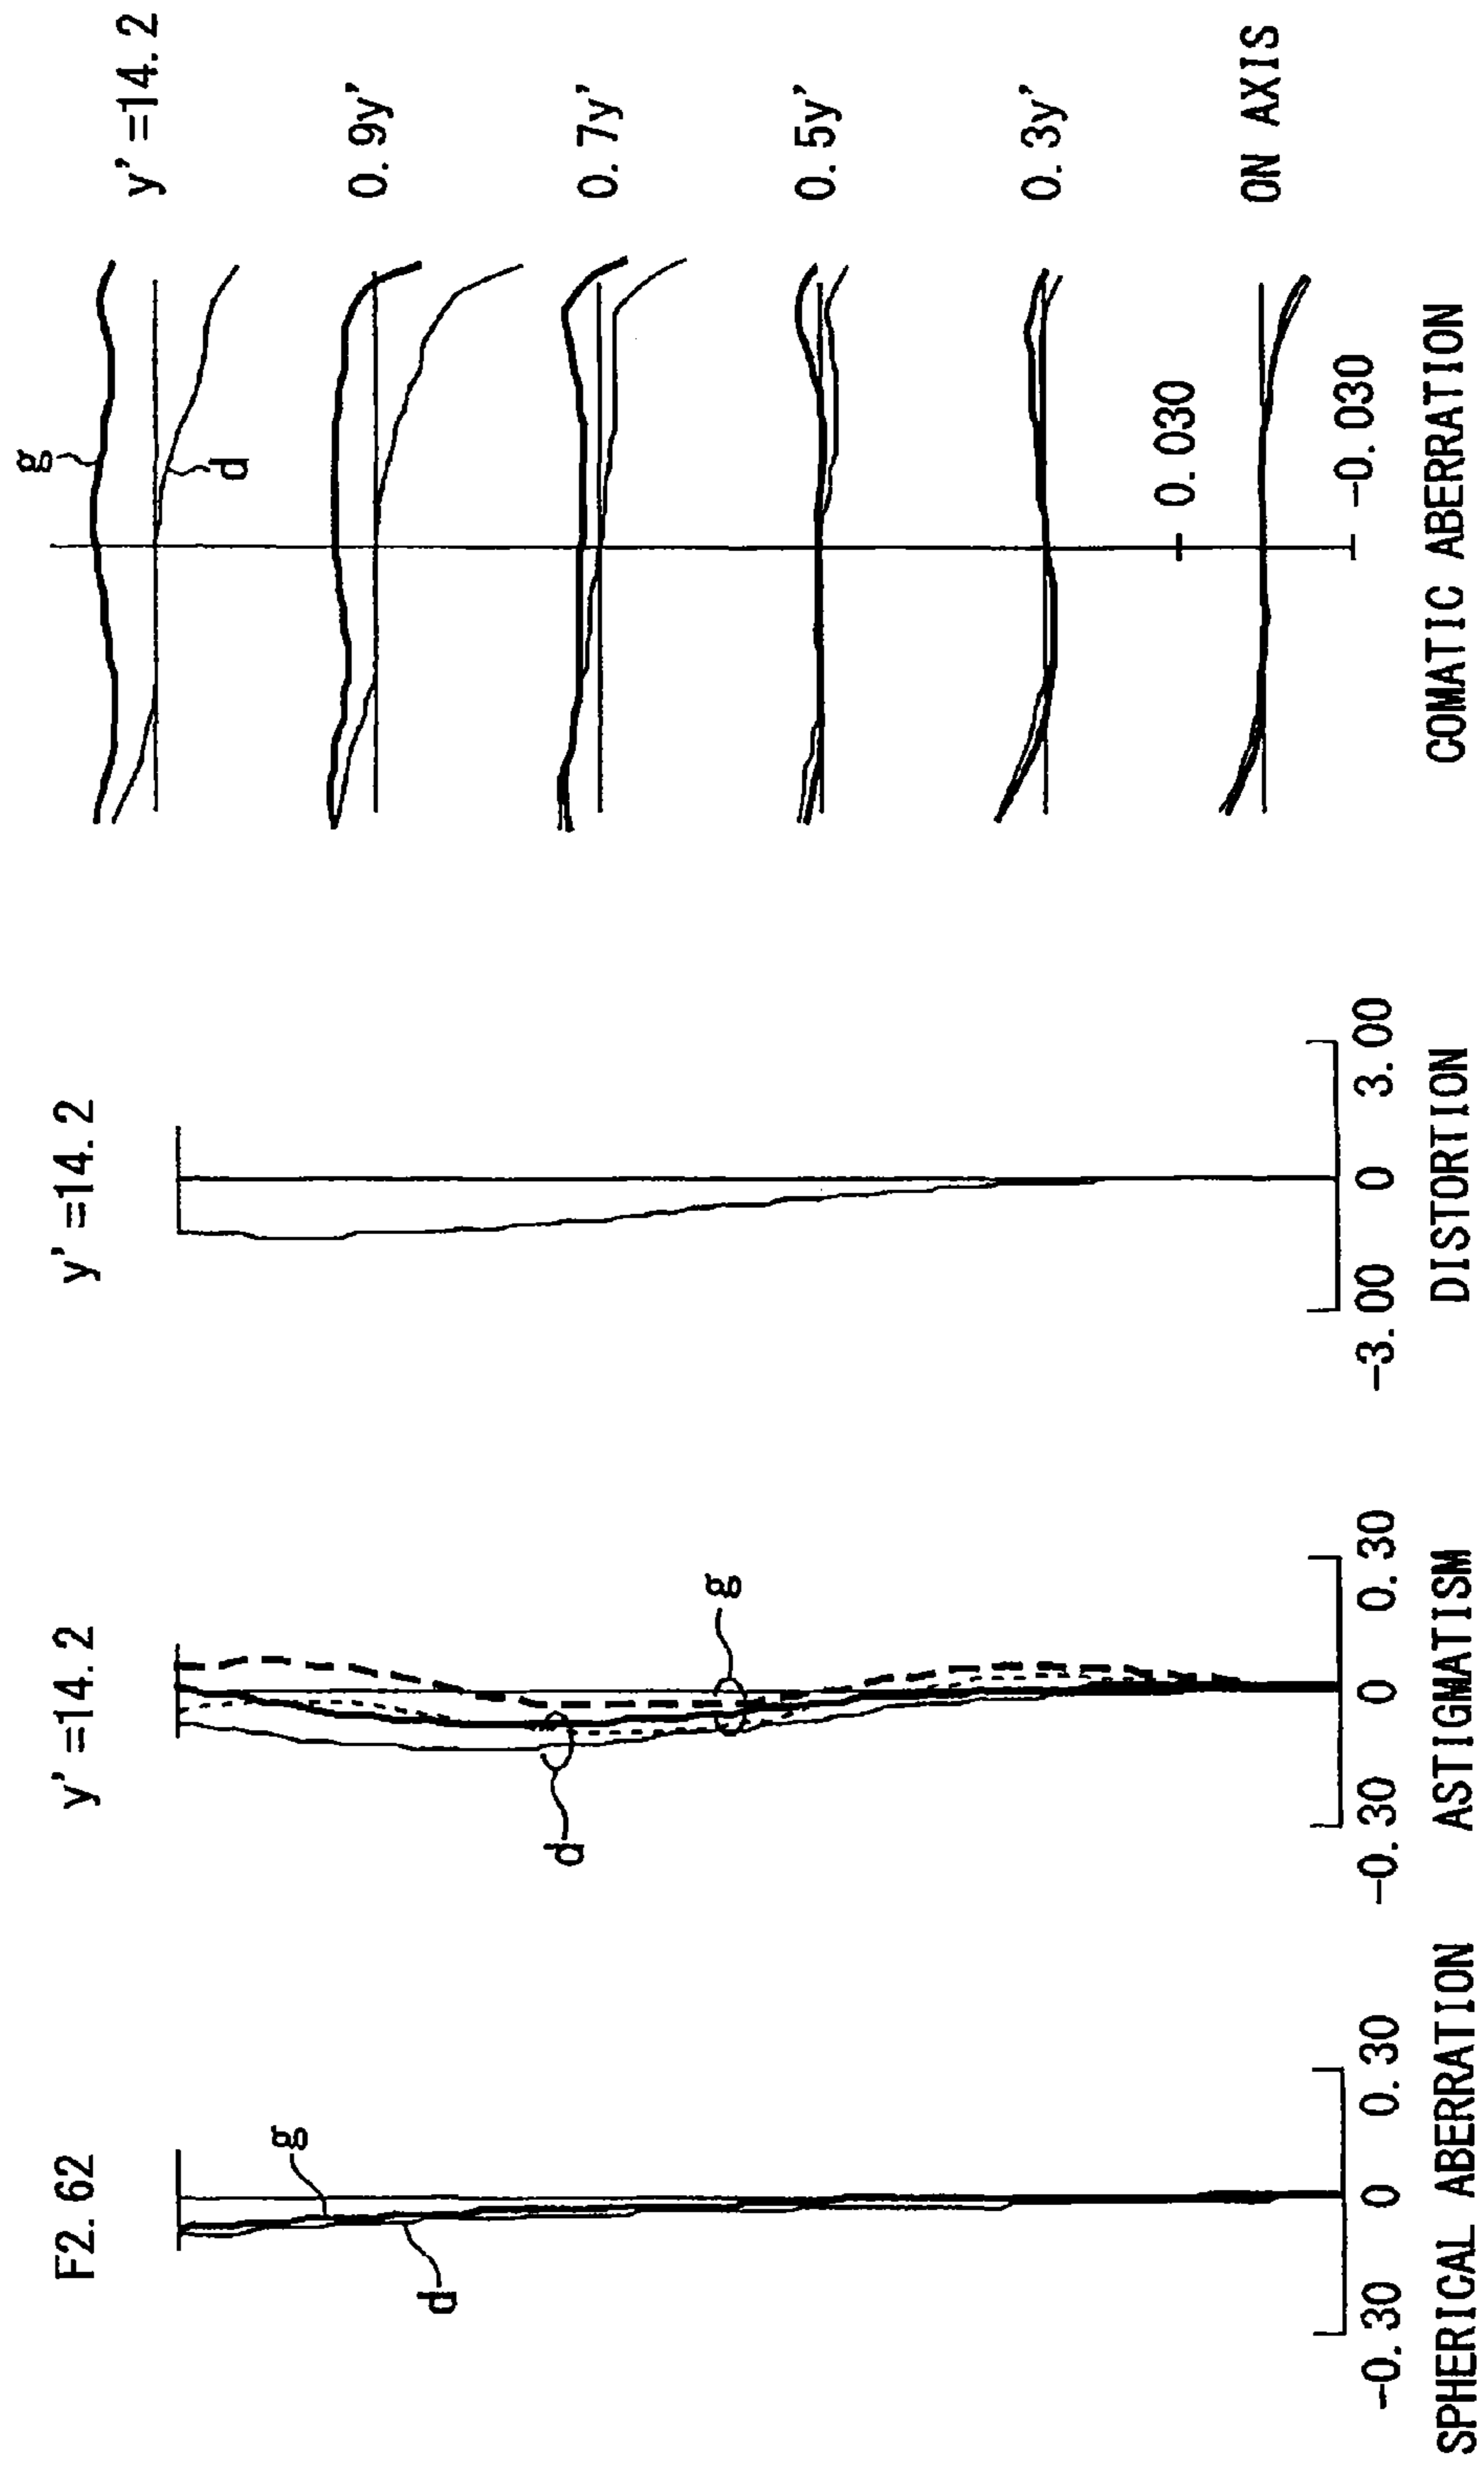 F2. 62
g
d
-0. 30 0 0. 30
SPHERICAL ABERRATION
y' =14. 2
g
d
-0. 30 0 0. 30
ASTIGMATISM
y' =14. 2
-3. 00 0 3. 00
DISTORTION
g
d
y' =14. 2
0. 9y'
0. 7y'
0. 5y'
0. 3y'
0. 030
ON AXIS
-0. 030
COMATIC ABERRATION